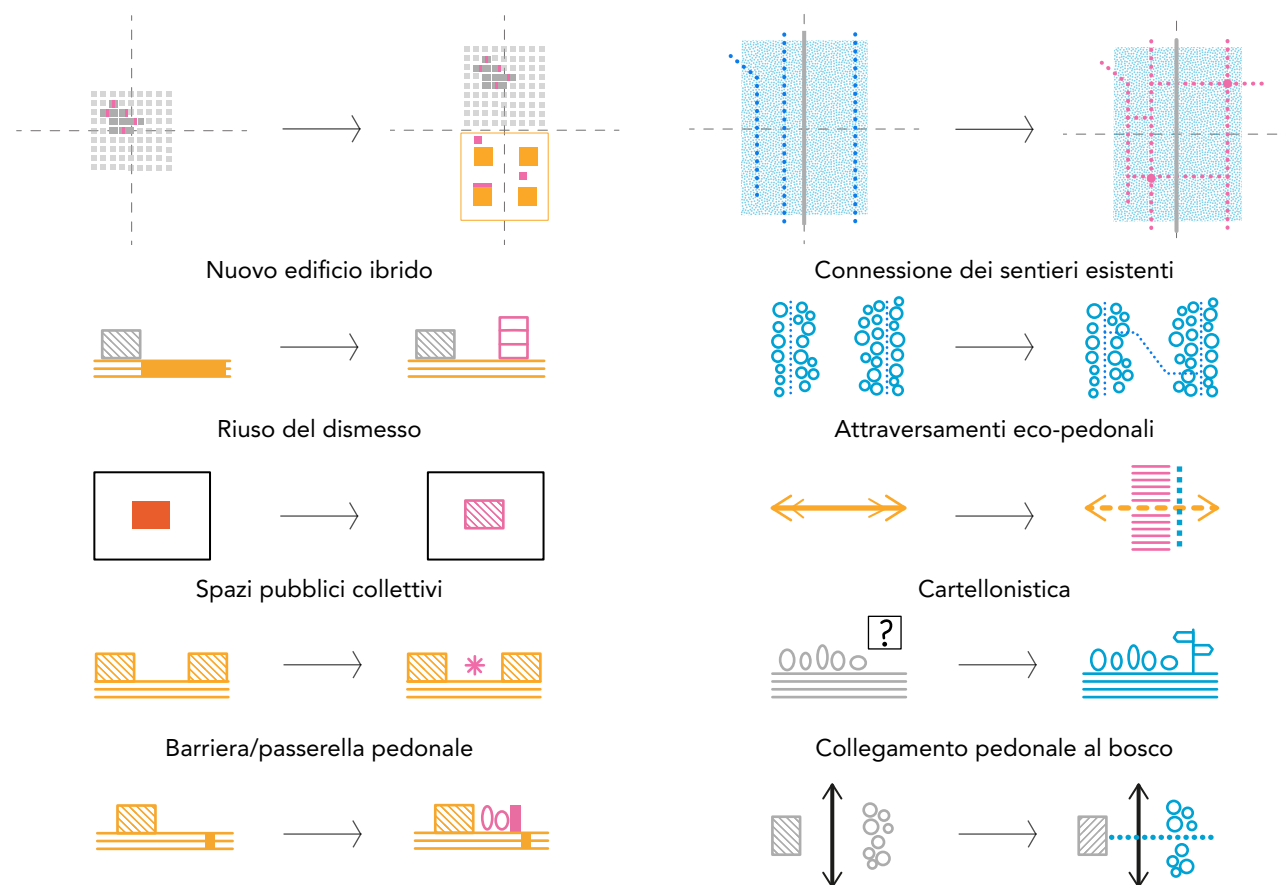 Nuovo edificio ibrido
Connessione dei sentieri esistenti
Riuso del dismesso
Attraversamenti eco-pedonali
Spazi pubblici collettivi
Cartellonistica
?
Barriera/passerella pedonale
Collegamento pedonale al bosco